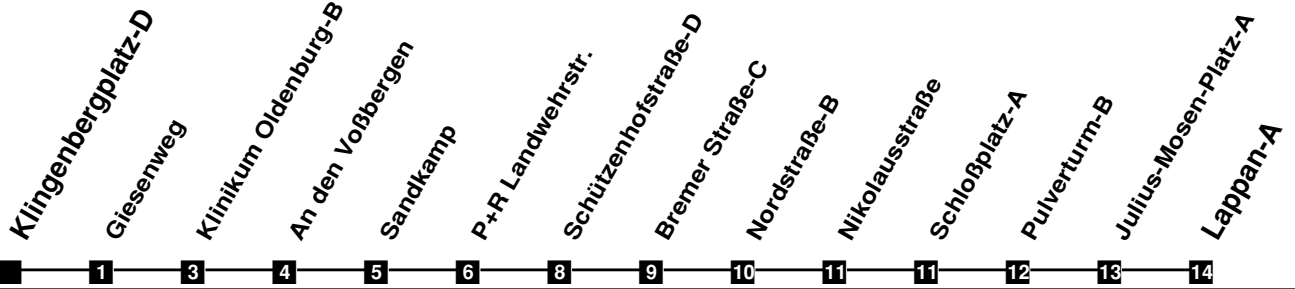 Klingenbergplatz-D
Giesenweg
Klinikum Oldenburg-B
An den Voßbergen
Sandkamp
P+R Landwehrstr.
Schützenhofstraße-D
Bremer Straße-C
Nordstraße-B
Nikolausstraße
Schloßplatz-A
Pulverturm-B
Julius-Mosen-Platz-A
Lappan-A
1 3 4 5 6 8 9 10 11 11 12 13 14